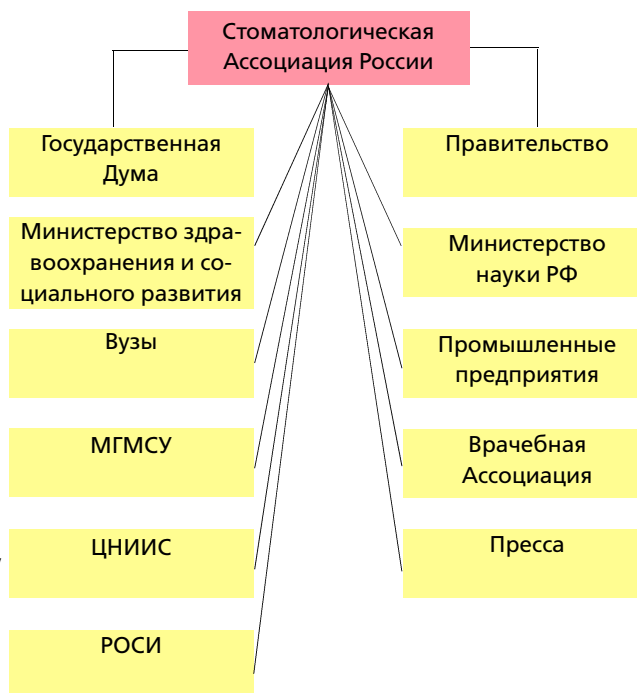 Стоматологическая
Ассоциация России
Государственная
Дума
Министерство здра-
воохранения и со-
циального развития
Вузы
МГМСУ
ЦНИИС
РОСИ
Правительство
Министерство
науки РФ
Промышленные
предприятия
Врачебная
Ассоциация
Пресса